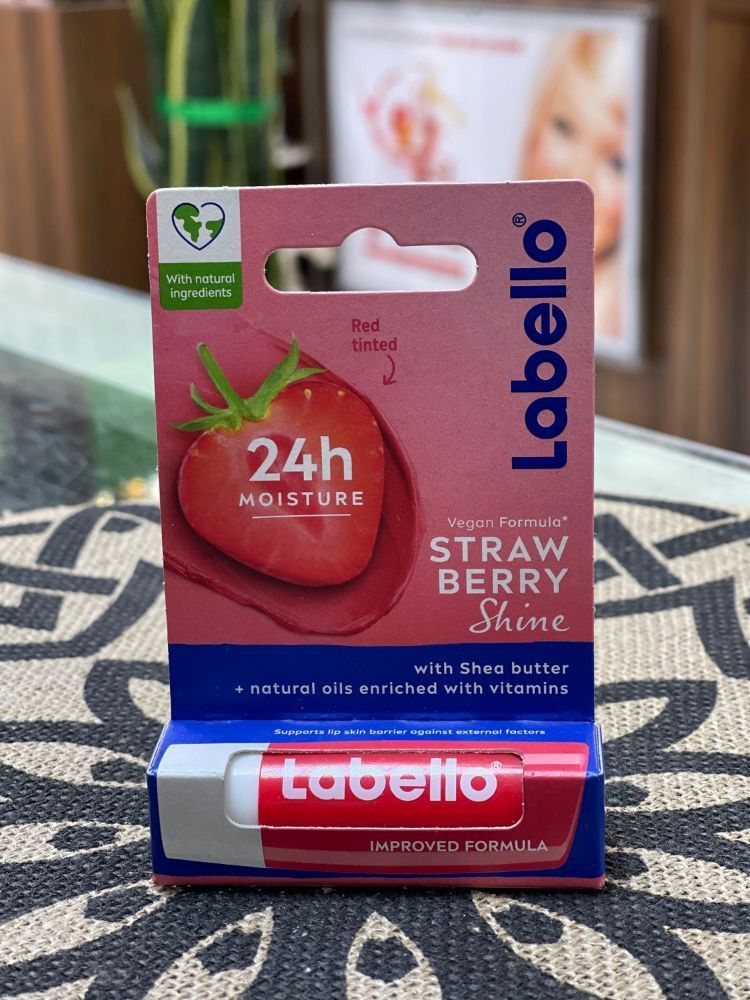 With natural
ingredients
Labello®
Red
tinted
24h
MOISTURE
Vegan Formula*
STRAW
BERRY
Shine
with Shea butter
+ natural oils enriched with vitamins
Supports lip skin barrier against external factors
Labello®
IMPROVED FORMULA